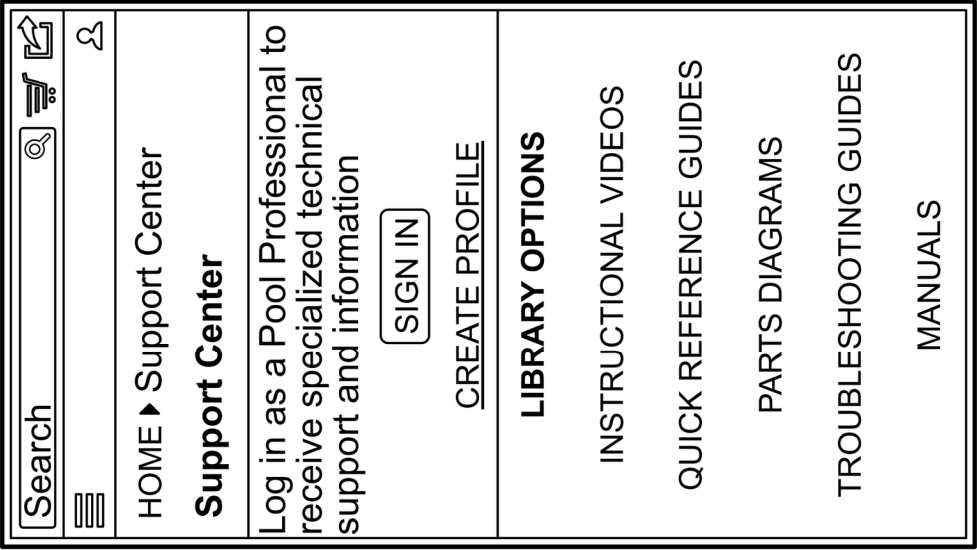 Search
HOME ▸ Support Center
Support Center
Log in as a Pool Professional to
receive specialized technical
support and information
SIGN IN
CREATE PROFILE
LIBRARY OPTIONS
INSTRUCTIONAL VIDEOS
QUICK REFERENCE GUIDES
PARTS DIAGRAMS
TROUBLESHOOTING GUIDES
MANUALS